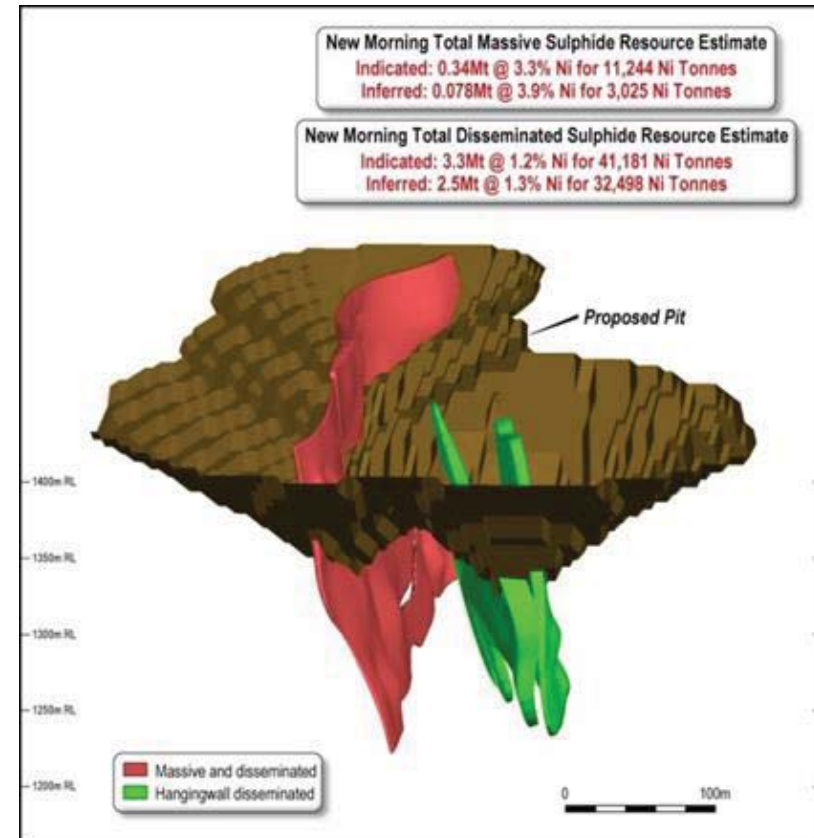 New Morning Total Massive Sulphide Resource Estimate
Indicated: 0.34Mt @ 3.3% Ni for 11,244 Ni Tonnes
Inferred: 0.078Mt @ 3.9% Ni for 3,025 Ni Tonnes
New Morning Total Disseminated Sulphide Resource Estimate
Indicated: 3.3Mt @ 1.2% Ni for 41,181 Ni Tonnes
Inferred: 2.5Mt @ 1.3% Ni for 32,498 Ni Tonnes
Proposed Pit
1400m RL
1350m RL
1300m RL
1250m RL
1200m RL
Massive and disseminated
Hangingwall disseminated
0 100m